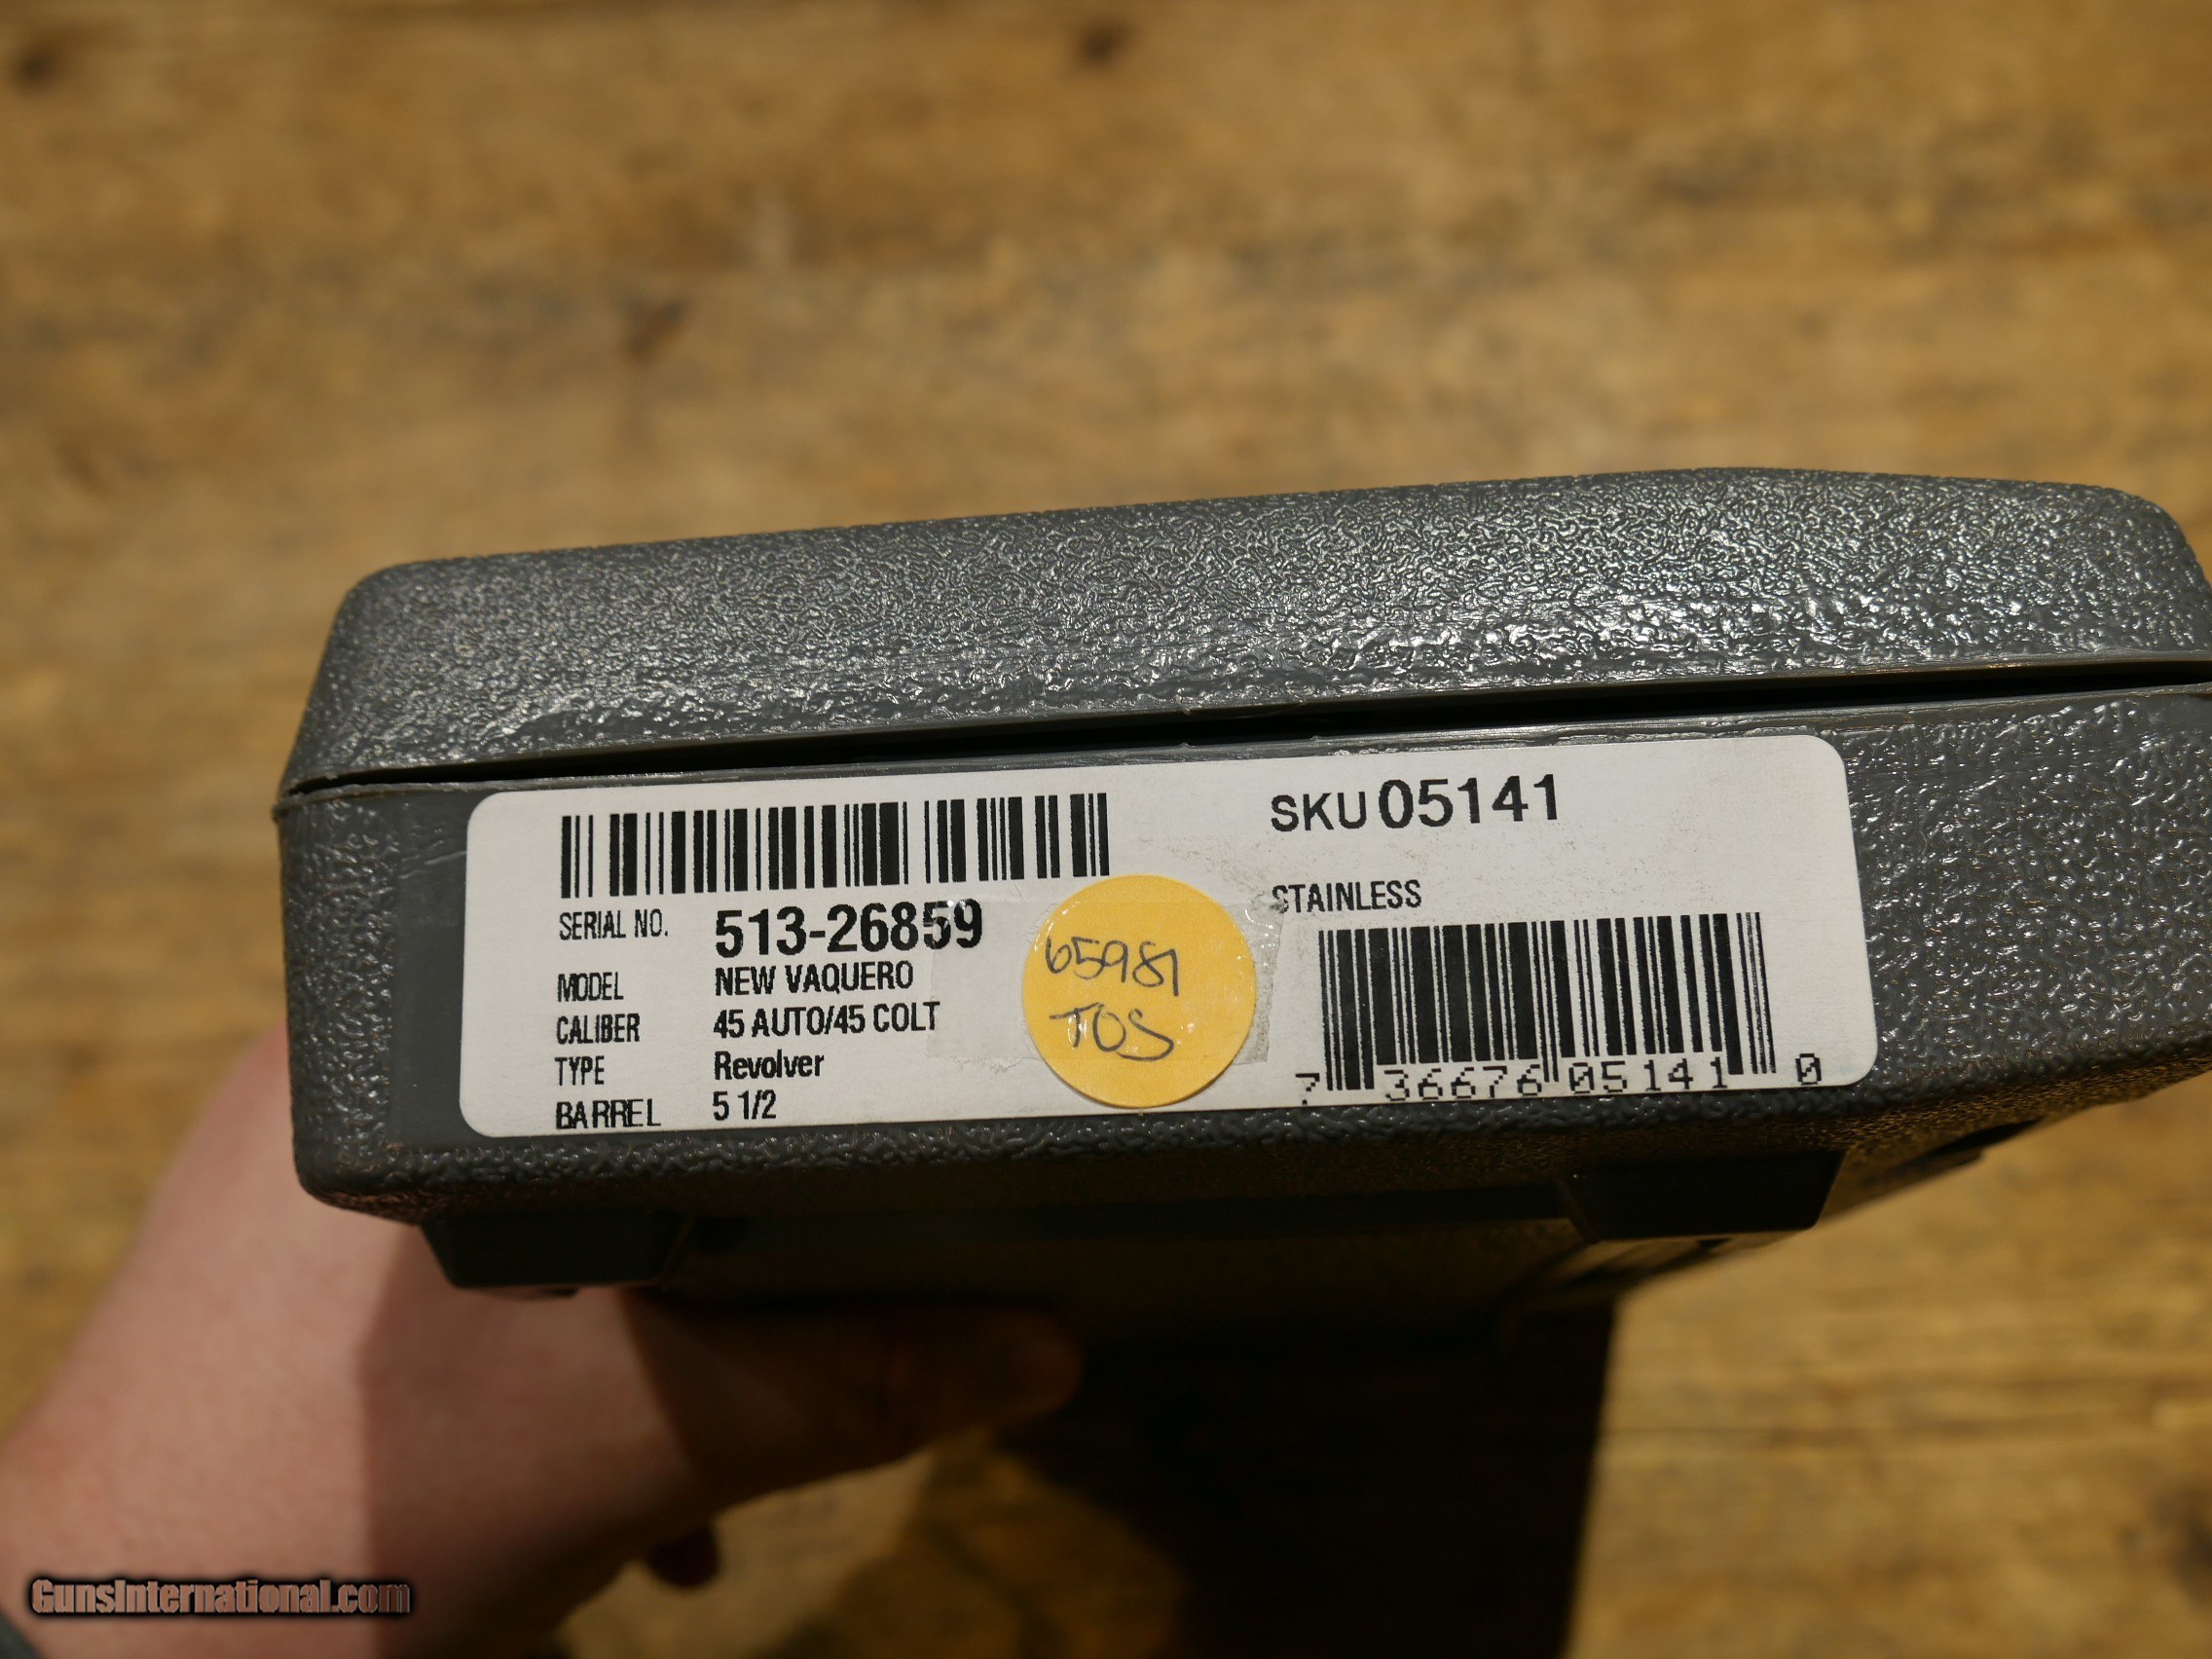 SKU 05141
SERIAL NO. 513-26859
STAINLESS
MODEL NEW VAQUERO
CALIBER 45 AUTO/45 COLT
TYPE Revolver
BARREL 5 1/2
65981
TOS
7 36676 05141 0
GunsInternational.com